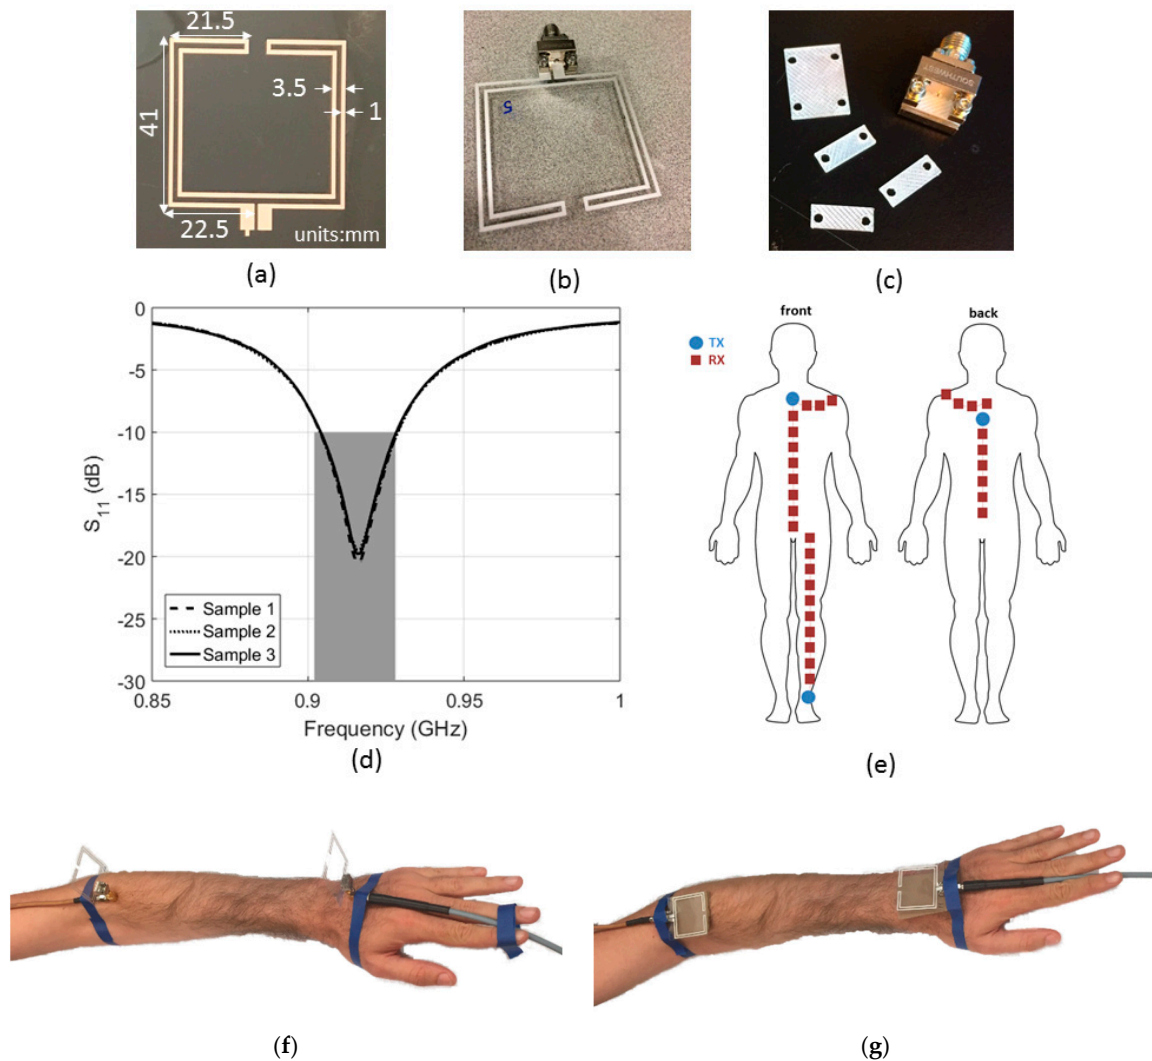 21.5
3.5
1
41
22.5
units:mm
(a)
5
(b)
SOUTHWEST
(c)
0
-5
-10
-15
-20
-25
-30
S11 (dB)
Sample 1
Sample 2
Sample 3
0.85
0.9
0.95
1
Frequency (GHz)
(d)
front
back
TX
RX
(e)
(f)
(g)